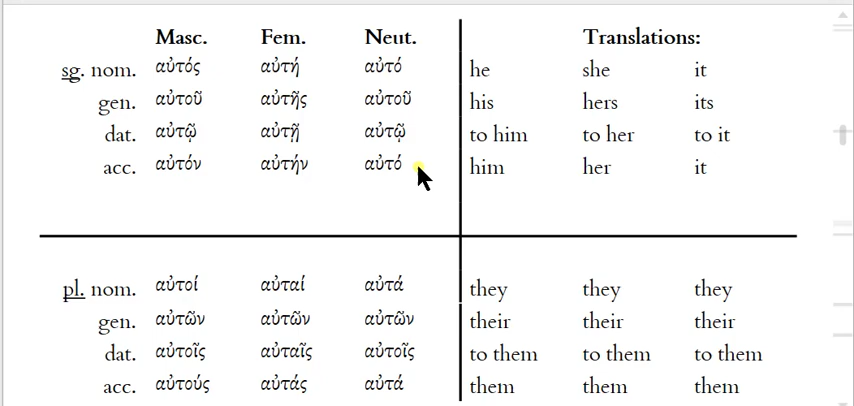 Masc. Fem. Neut. Translations:
sg. nom. αὐτός αὐτή αὐτό he she it
gen. αὐτοῦ αὐτῆς αὐτοῦ his hers its
dat. αὐτῷ αὐτῇ αὐτῷ to him to her to it
acc. αὐτόν αὐτήν αὐτό him her it
pl. nom. αὐτοί αὐταί αὐτά they they they
gen. αὐτῶν αὐτῶν αὐτῶν their their their
dat. αὐτοῖς αὐταῖς αὐτοῖς to them to them to them
acc. αὐτούς αὐτάς αὐτά them them them